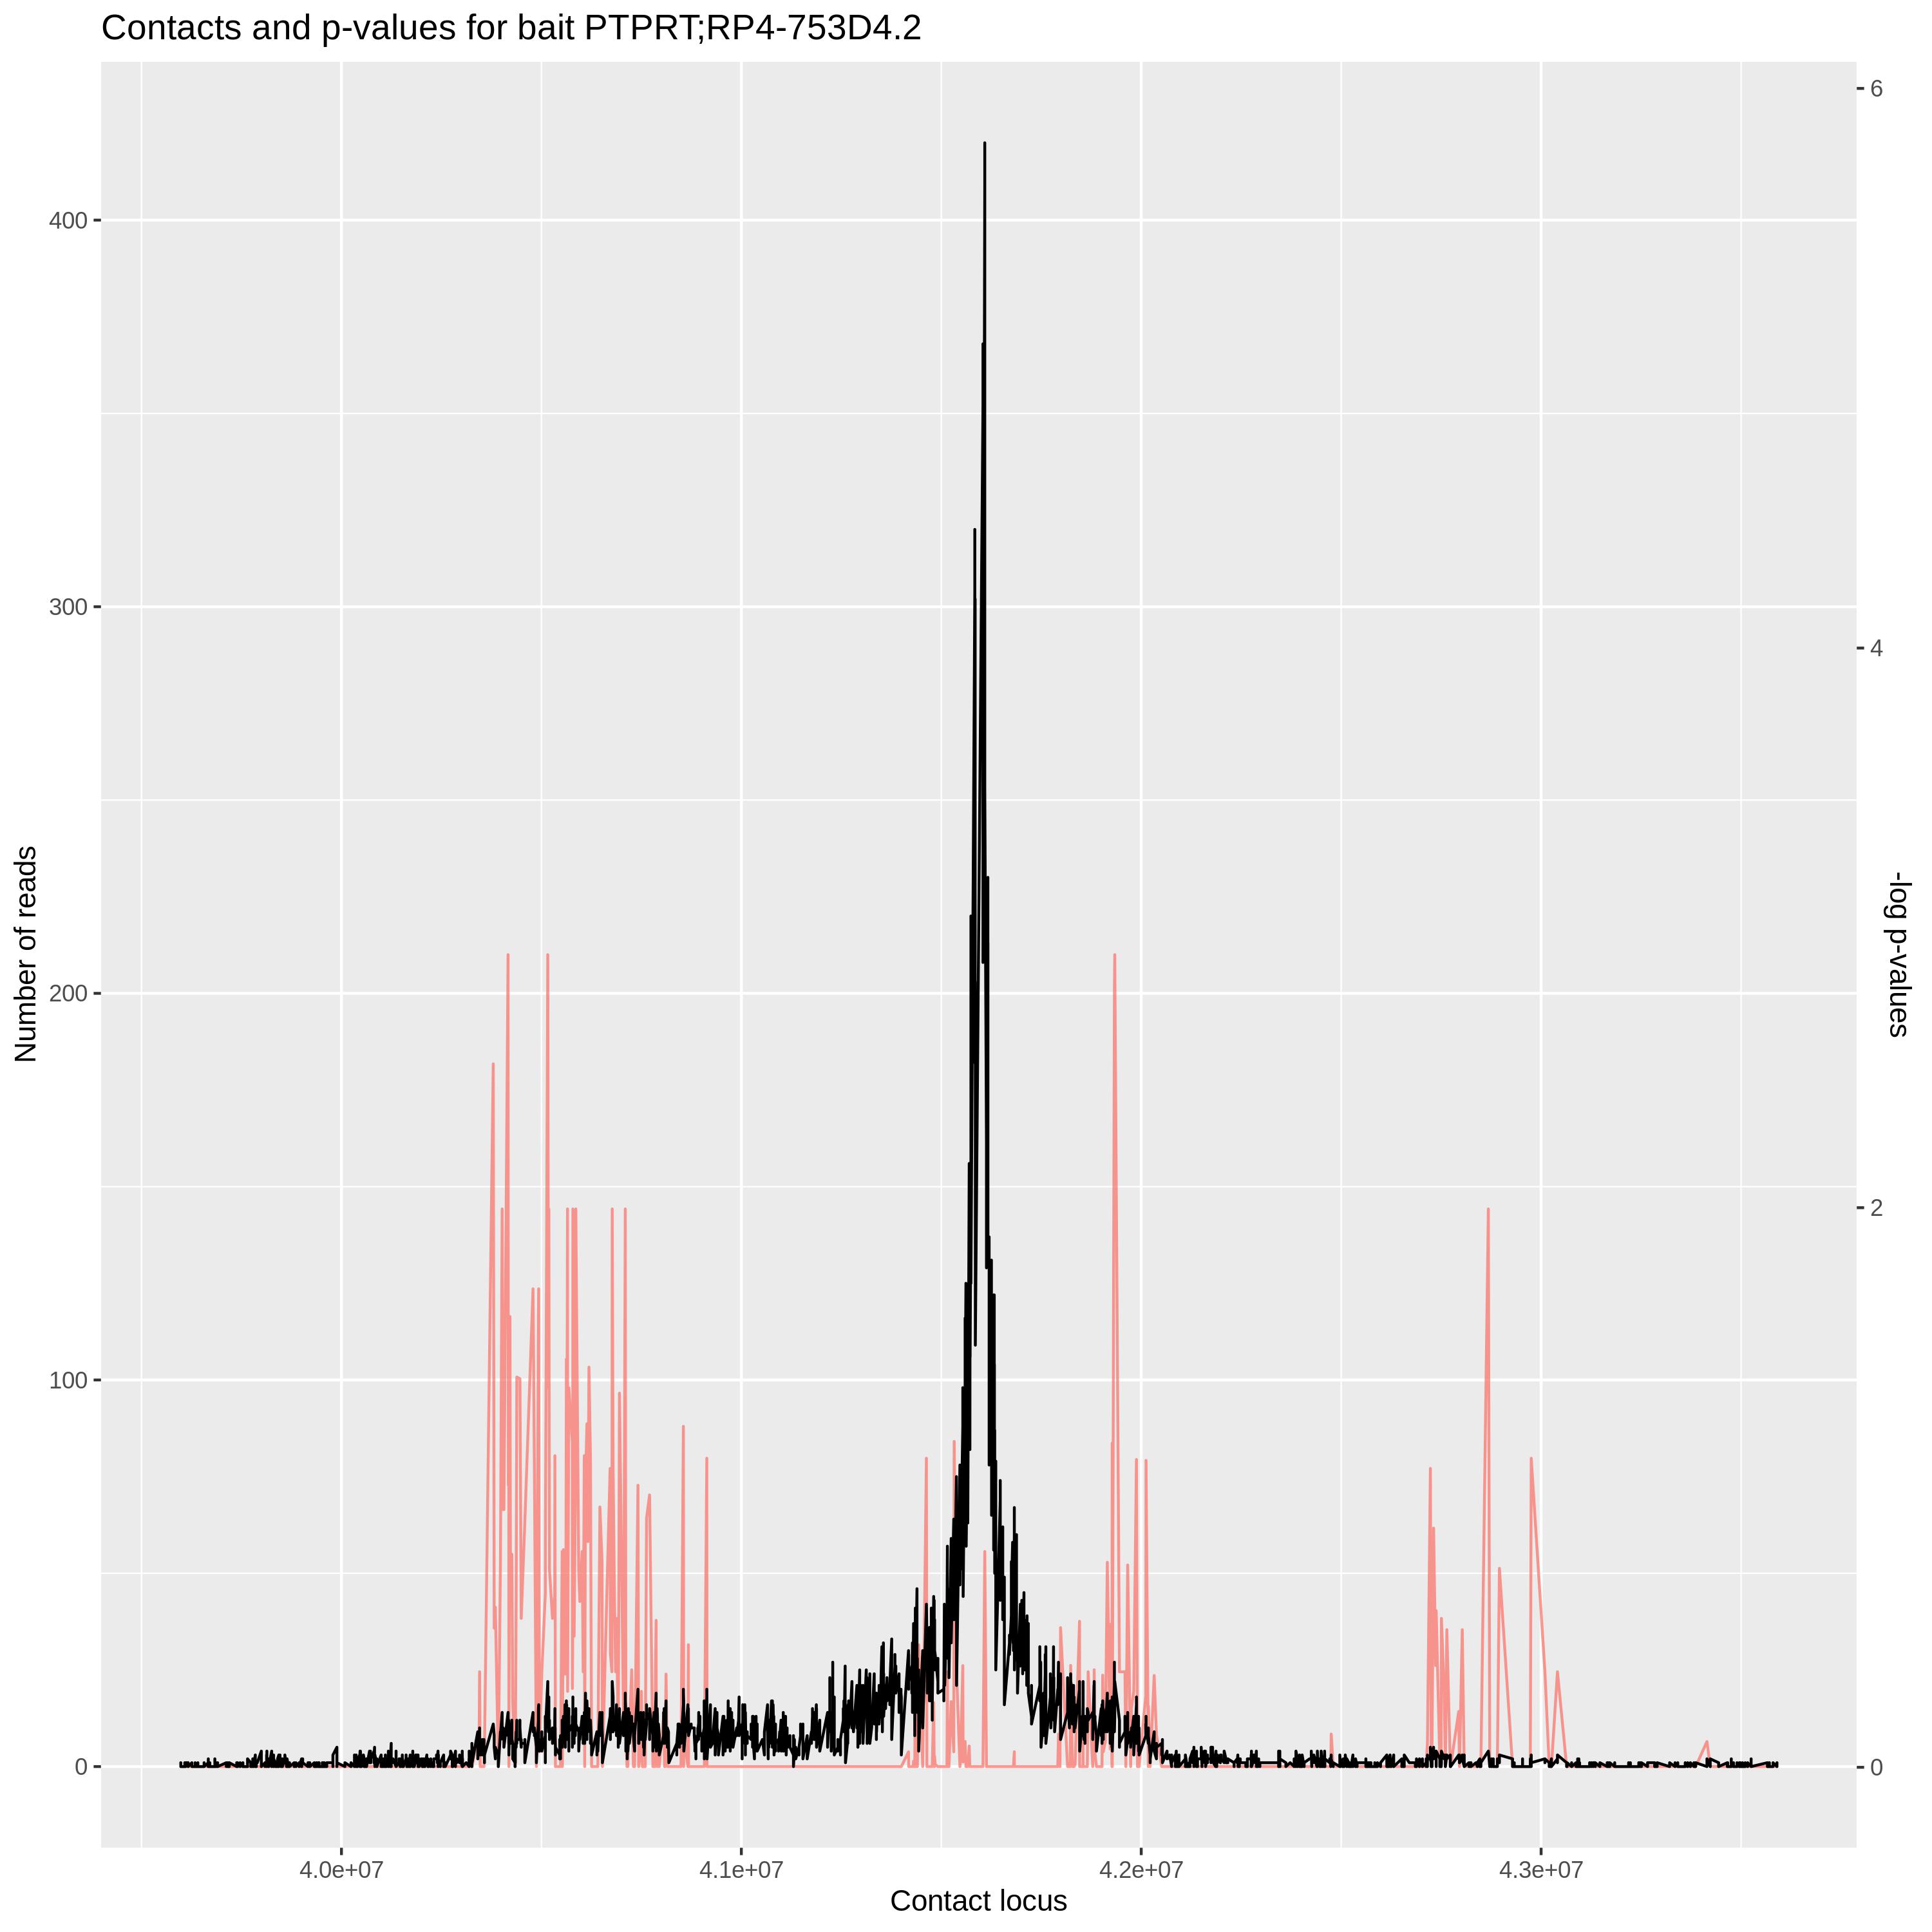 Contacts and p-values for bait PTPRT;RP4-753D4.2
6
400
4
300
Number of reads
-log p-values
200
2
100
0
0
4.0e+07
4.1e+07
4.2e+07
4.3e+07
Contact locus